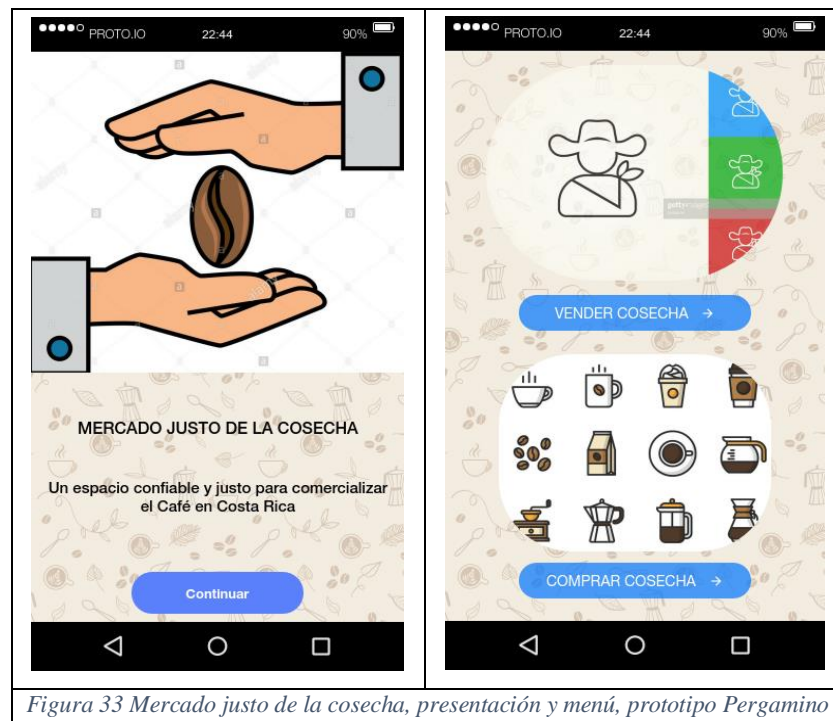 PROTO.IO 22:44 90%
MERCADO JUSTO DE LA COSECHA
Un espacio confiable y justo para comercializar
el Café en Costa Rica
Continuar
PROTO.IO 22:44 90%
VENDER COSECHA →
COMPRAR COSECHA →
Figura 33 Mercado justo de la cosecha, presentación y menú, prototipo Pergamino